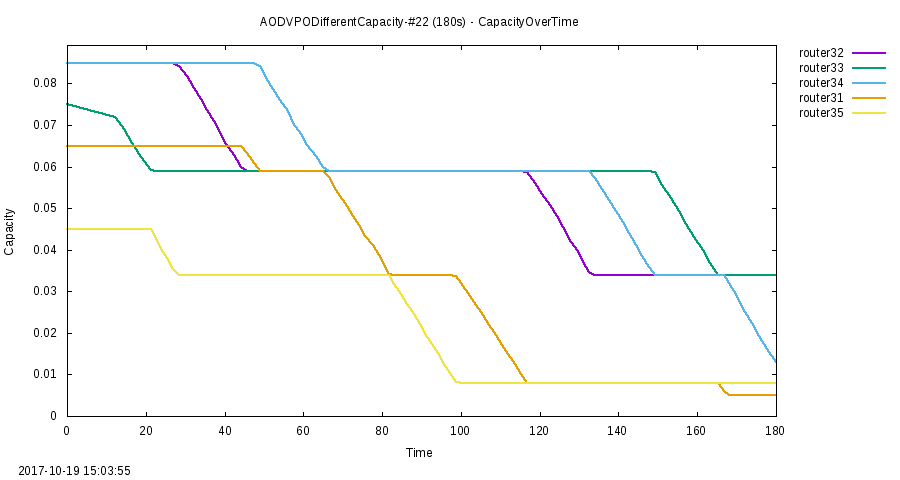 AODVPODifferentCapacity-#22 (180s) - CapacityOverTime
router32
router33
router34
router31
router35
0.08
0.07
0.06
0.05
0.04
0.03
0.02
0.01
0
Capacity
0 20 40 60 80 100 120 140 160 180
Time
2017-10-19 15:03:55